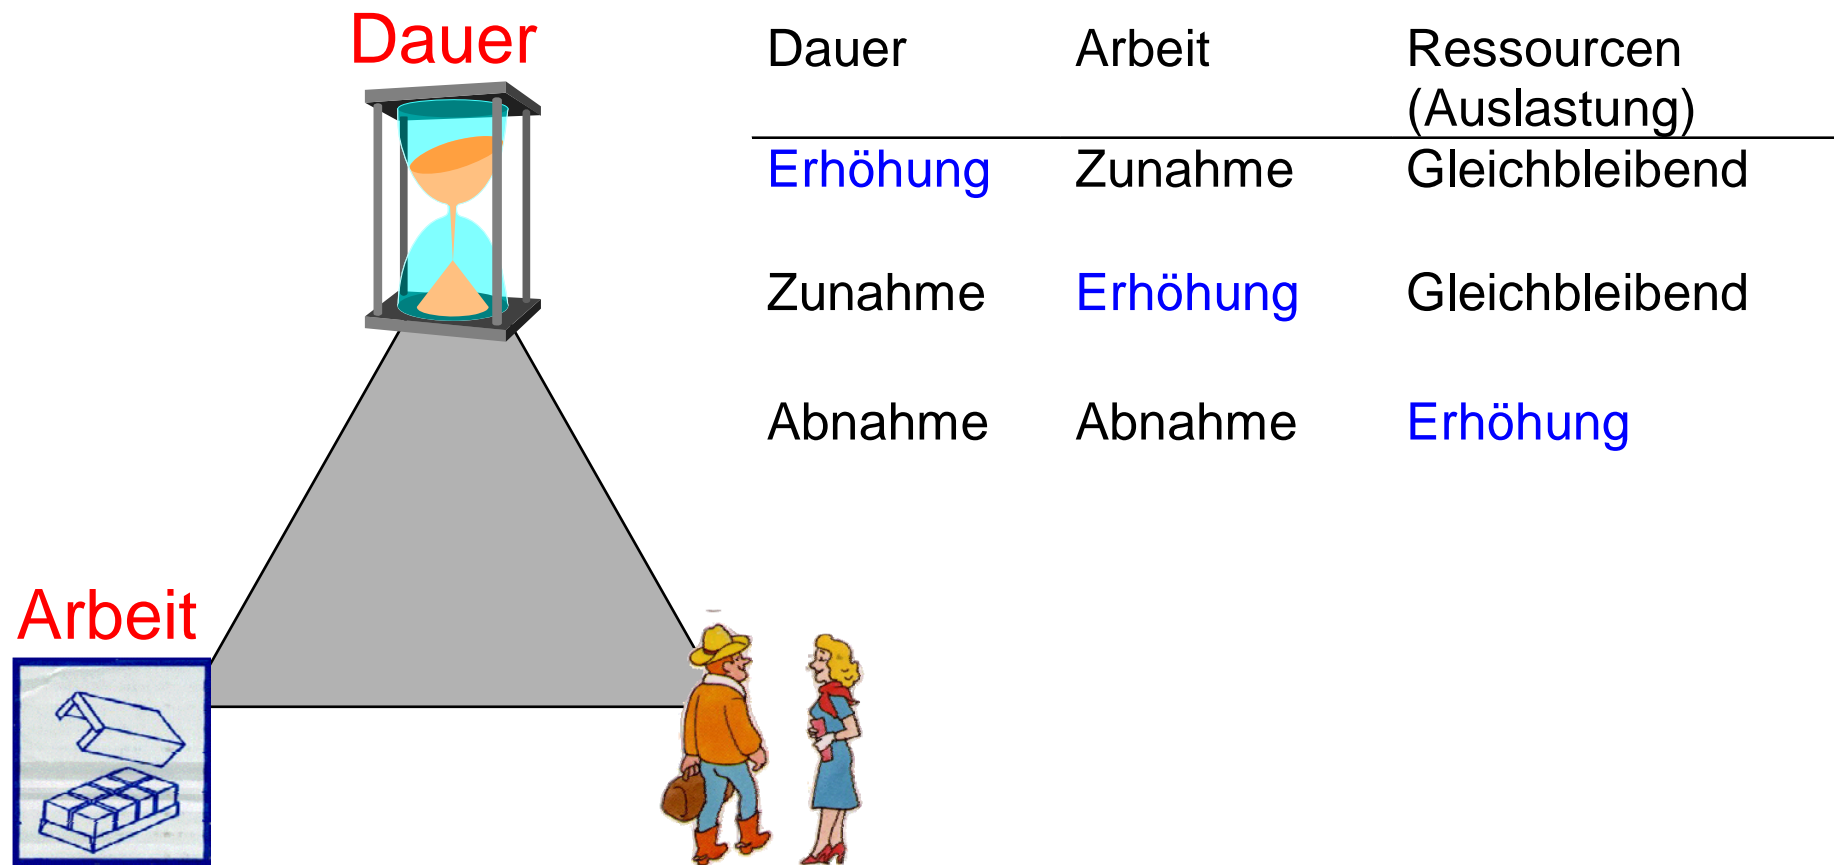 Dauer
Dauer Arbeit Ressourcen
(Auslastung)
Erhöhung Zunahme Gleichbleibend
Zunahme Erhöhung Gleichbleibend
Abnahme Abnahme Erhöhung
Arbeit